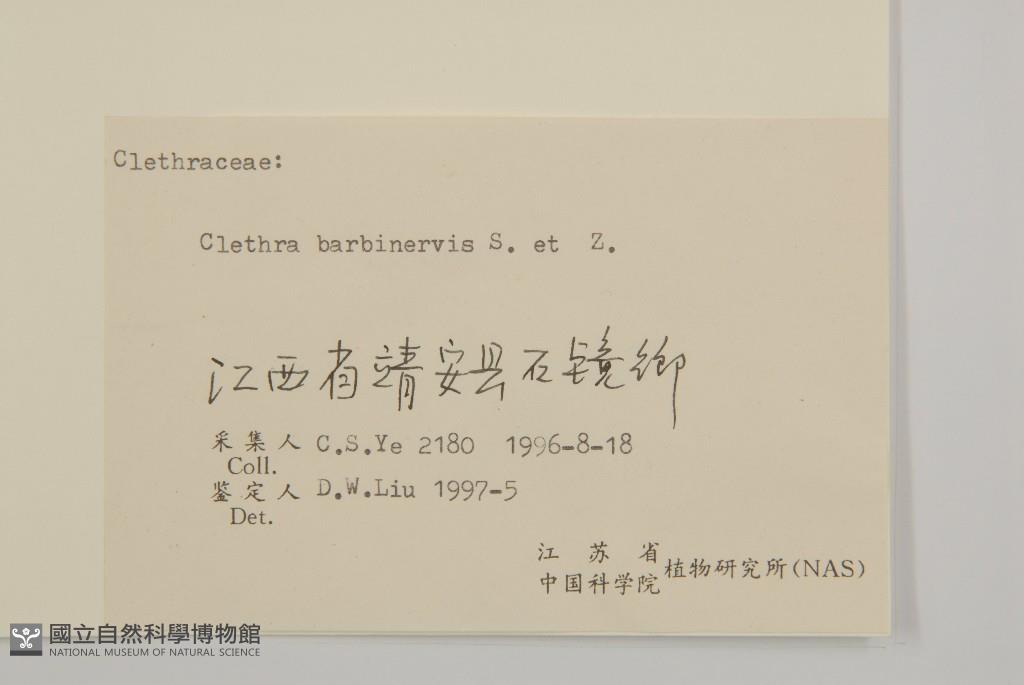 Clethraceae:
Clethra barbinervis S. et Z.
江西省靖安县石镜鄉
采集人 C.S.Ye 2180 1996-8-18
Coll.
鉴定人 D.W.Liu 1997-5
Det.
江苏省
中国科学院 植物研究所(NAS)
國立自然科學博物館
NATIONAL MUSEUM OF NATURAL SCIENCE